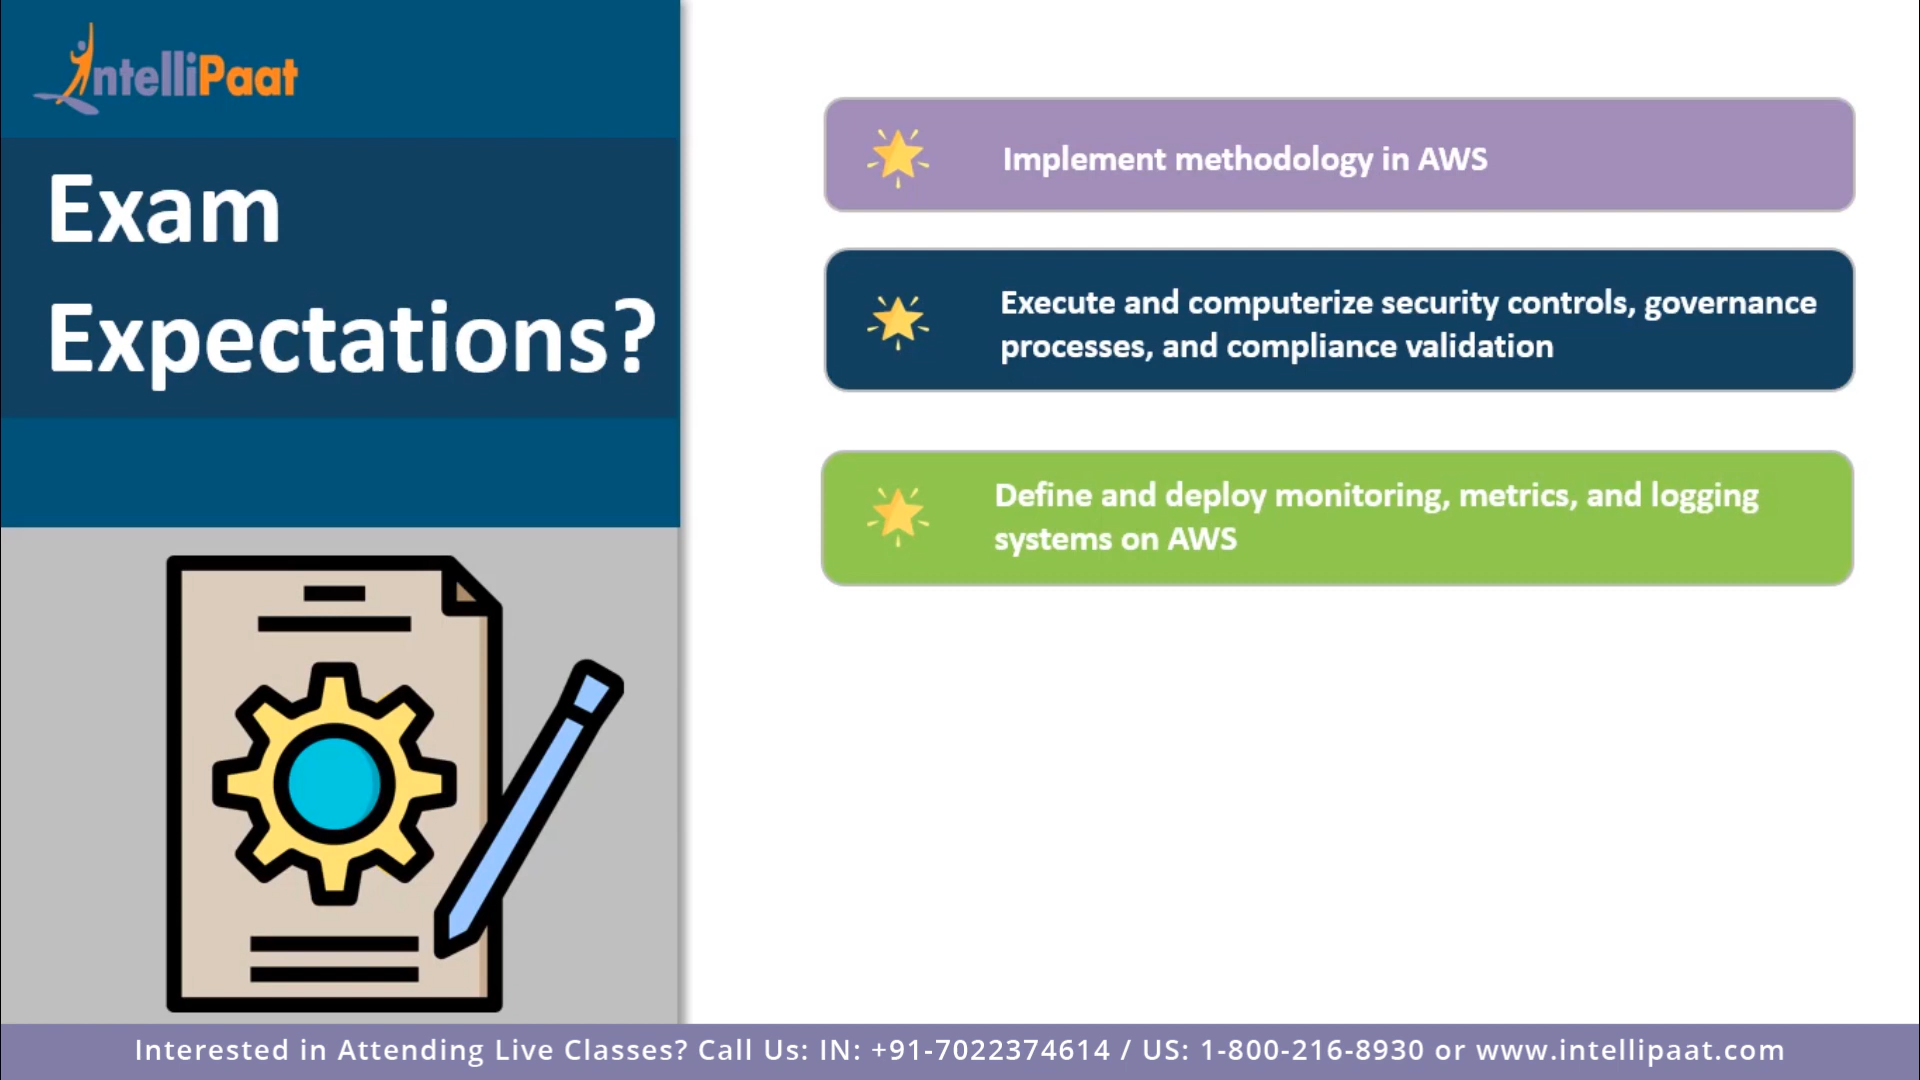 IntelliPaat
Exam
Expectations?
Implement methodology in AWS
Execute and computerize security controls, governance
processes, and compliance validation
Define and deploy monitoring, metrics, and logging
systems on AWS
Interested in Attending Live Classes? Call Us: IN: +91-7022374614 / US: 1-800-216-8930 or www.intellipaat.com